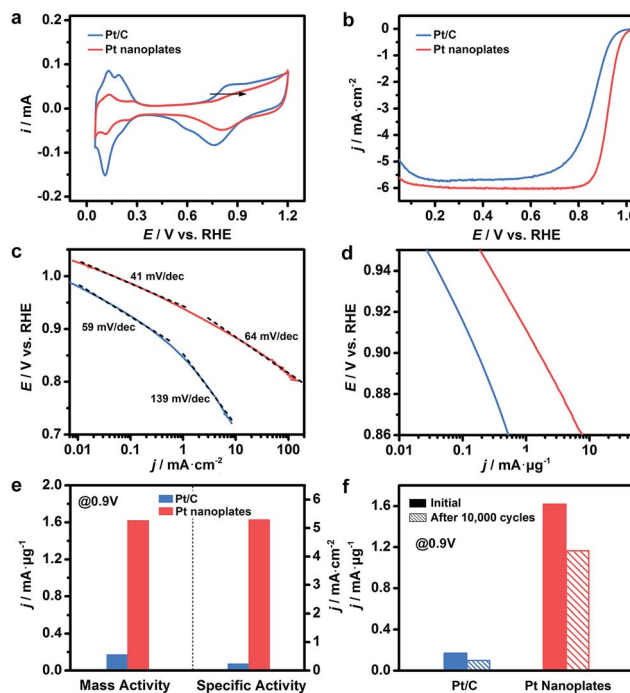 a
Pt/C
Pt nanoplates
0.2
0.1
0.0
-0.1
-0.2
i / mA
0.0 0.3 0.6 0.9 1.2
E / V vs. RHE
b
Pt/C
Pt nanoplates
0
-1
-2
-3
-4
-5
-6
j / mA·cm⁻²
0.2 0.4 0.6 0.8 1.0
E / V vs. RHE
c
1.0
0.9
0.8
0.7
E / V vs. RHE
41 mV/dec
59 mV/dec
64 mV/dec
139 mV/dec
0.01 0.1 1 10 100
j / mA·cm⁻²
d
0.94
0.92
0.90
0.88
0.86
E / V vs. RHE
0.01 0.1 1 10
j / mA·μg⁻¹
e
@0.9V
Pt/C
Pt nanoplates
2.0
1.6
1.2
0.8
0.4
0.0
j / mA·μg⁻¹
6
5
4
3
2
1
0
j / mA·cm⁻²
Mass Activity Specific Activity
f
Initial
After 10,000 cycles
@0.9V
1.6
1.2
0.8
0.4
0.0
j / mA·μg⁻¹
Pt/C Pt Nanoplates